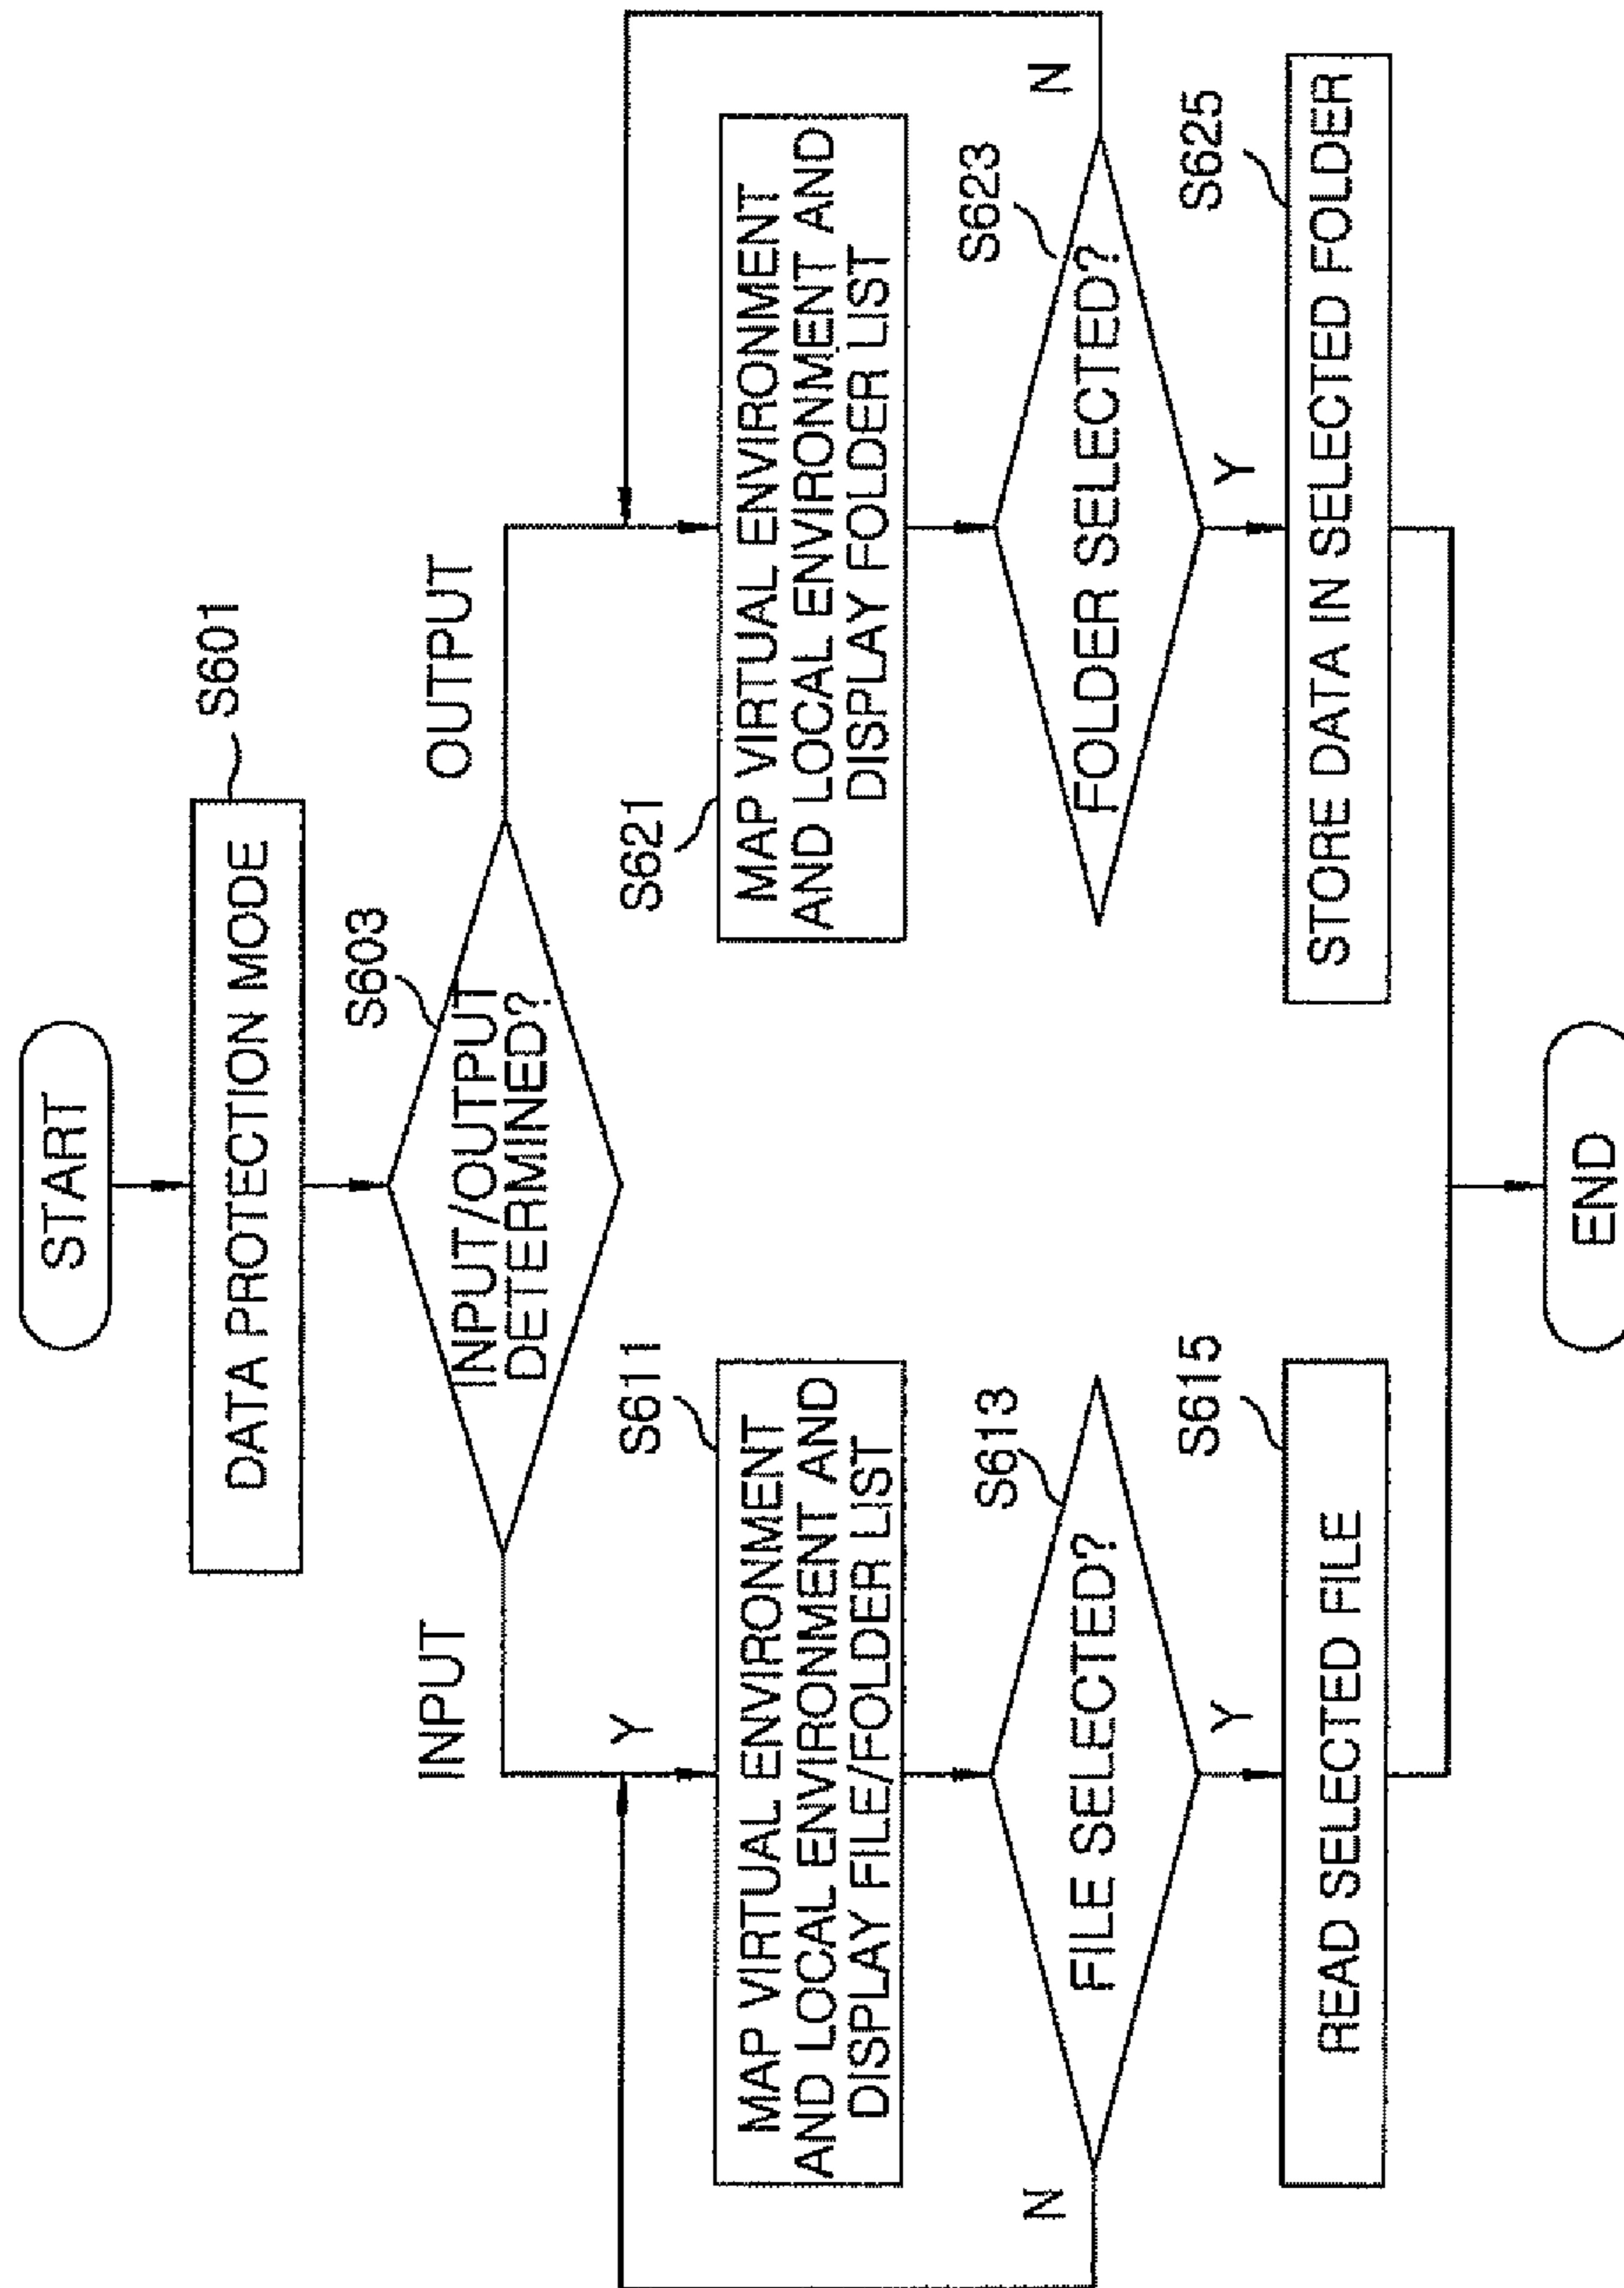 START
DATA PROTECTION MODE
S601
INPUT/OUTPUT
DETERMINED?
S603
INPUT
OUTPUT
Y
S611
MAP VIRTUAL ENVIRONMENT
AND LOCAL ENVIRONMENT AND
DISPLAY FILE/FOLDER LIST
S621
MAP VIRTUAL ENVIRONMENT
AND LOCAL ENVIRONMENT AND
DISPLAY FOLDER LIST
N
FILE SELECTED?
S613
Y
FOLDER SELECTED?
S623
N
Y
READ SELECTED FILE
S615
STORE DATA IN SELECTED FOLDER
S625
END